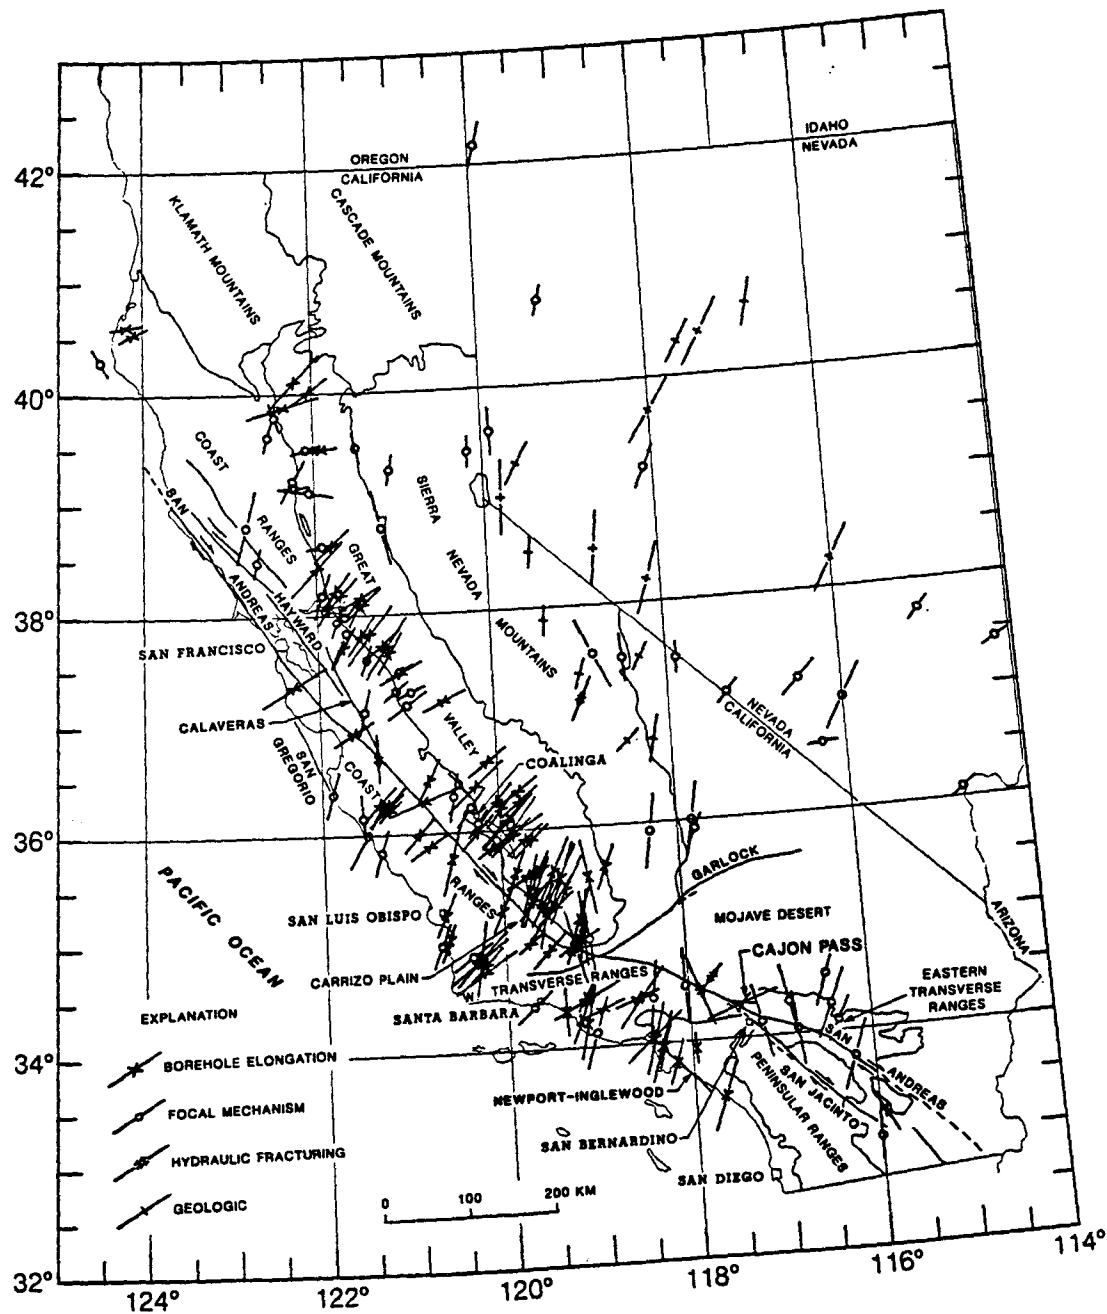 IDAHO
NEVADA
OREGON
CALIFORNIA
42°
KLAMATH MOUNTAINS
CASCADE MOUNTAINS
40°
COAST
RANGES
SAN
ANDREAS
HAYWARD
GREAT
VALLEY
SIERRA
NEVADA
MOUNTAINS
38°
SAN FRANCISCO
CALAVERAS
SAN
GREGORIO
NEVADA
CALIFORNIA
COALINGA
COAST
RANGES
36°
PACIFIC OCEAN
GARLOCK
SAN LUIS OBISPO
MOJAVE DESERT
ARIZONA
CAJON PASS
CARRIZO PLAIN
TRANSVERSE RANGES
EASTERN
TRANSVERSE
RANGES
SANTA BARBARA
EXPLANATION
BOREHOLE ELONGATION
FOCAL MECHANISM
HYDRAULIC FRACTURING
GEOLOGIC
34°
SAN
ANDREAS
SAN JACINTO
PENINSULAR RANGES
NEWPORT-INGLEWOOD
SAN BERNARDINO
SAN DIEGO
0 100 200 KM
32°
124° 122° 120° 118° 116° 114°